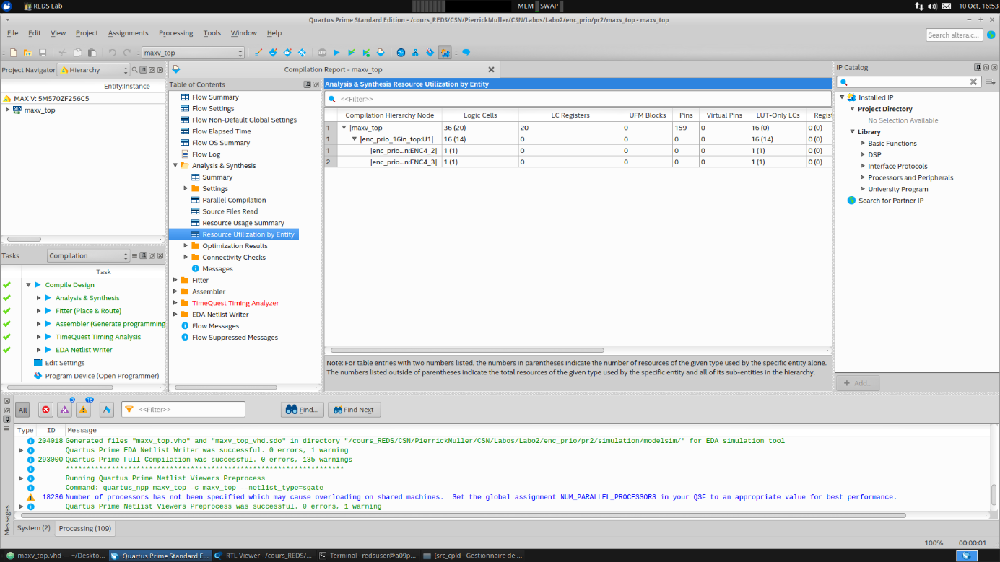 REDS Lab
MEM SWAP
10 Oct, 16:53
Quartus Prime Standard Edition - /cours_REDS/CSN/PierrickMuller/CSN/Labos/Labo2/enc_prio/pr2/maxv_top - maxv_top
File Edit View Project Assignments Processing Tools Window Help
Search altera.c...
maxv_top
Project Navigator Hierarchy
Entity:Instance
MAX V: 5M570ZF256C5
maxv_top
Tasks Compilation
Task
Compile Design
Analysis & Synthesis
Fitter (Place & Route)
Assembler (Generate programming
TimeQuest Timing Analysis
EDA Netlist Writer
Edit Settings
Program Device (Open Programmer)
Compilation Report - maxv_top
Table of Contents
Flow Summary
Flow Settings
Flow Non-Default Global Settings
Flow Elapsed Time
Flow OS Summary
Flow Log
Analysis & Synthesis
Summary
Settings
Parallel Compilation
Source Files Read
Resource Usage Summary
Resource Utilization by Entity
Optimization Results
Connectivity Checks
Messages
Fitter
Assembler
TimeQuest Timing Analyzer
EDA Netlist Writer
Flow Messages
Flow Suppressed Messages
Analysis & Synthesis Resource Utilization by Entity
<<Filter>>
Compilation Hierarchy Node Logic Cells LC Registers UFM Blocks Pins Virtual Pins LUT-Only LCs Regist
1 |maxv_top 36 (20) 20 0 159 0 16 (0) 0 (0)
1 |enc_prio_16in_top:U1| 16 (14) 0 0 0 0 16 (14) 0 (0)
1 |enc_prio...n:ENC4_2| 1 (1) 0 0 0 0 1 (1) 0 (0)
2 |enc_prio...n:ENC4_3| 1 (1) 0 0 0 0 1 (1) 0 (0)
Note: For table entries with two numbers listed, the numbers in parentheses indicate the number of resources of the given type used by the specific entity alone.
The numbers listed outside of parentheses indicate the total resources of the given type used by the specific entity and all of its sub-entities in the hierarchy.
IP Catalog
Installed IP
Project Directory
No Selection Available
Library
Basic Functions
DSP
Interface Protocols
Processors and Peripherals
University Program
Search for Partner IP
+ Add...
All 3 16 <<Filter>> Find... Find Next
Type ID Message
204018 Generated files "maxv_top.vho" and "maxv_top_vhd.sdo" in directory "/cours_REDS/CSN/PierrickMuller/CSN/Labos/Labo2/enc_prio/pr2/simulation/modelsim/" for EDA simulation tool
Quartus Prime EDA Netlist Writer was successful. 0 errors, 1 warning
293000 Quartus Prime Full Compilation was successful. 0 errors, 135 warnings
*******************************************************************
Running Quartus Prime Netlist Viewers Preprocess
Command: quartus_npp maxv_top -c maxv_top --netlist_type=sgate
18236 Number of processors has not been specified which may cause overloading on shared machines. Set the global assignment NUM_PARALLEL_PROCESSORS in your QSF to an appropriate value for best performance.
Quartus Prime Netlist Viewers Preprocess was successful. 0 errors, 1 warning
Messages
System (2) Processing (109)
100% 00:00:01
maxv_top.vhd — ~/Deskto... Quartus Prime Standard E... RTL Viewer - /cours_REDS/... Terminal - redsuser@a09p... [src_cpld - Gestionnaire de ...